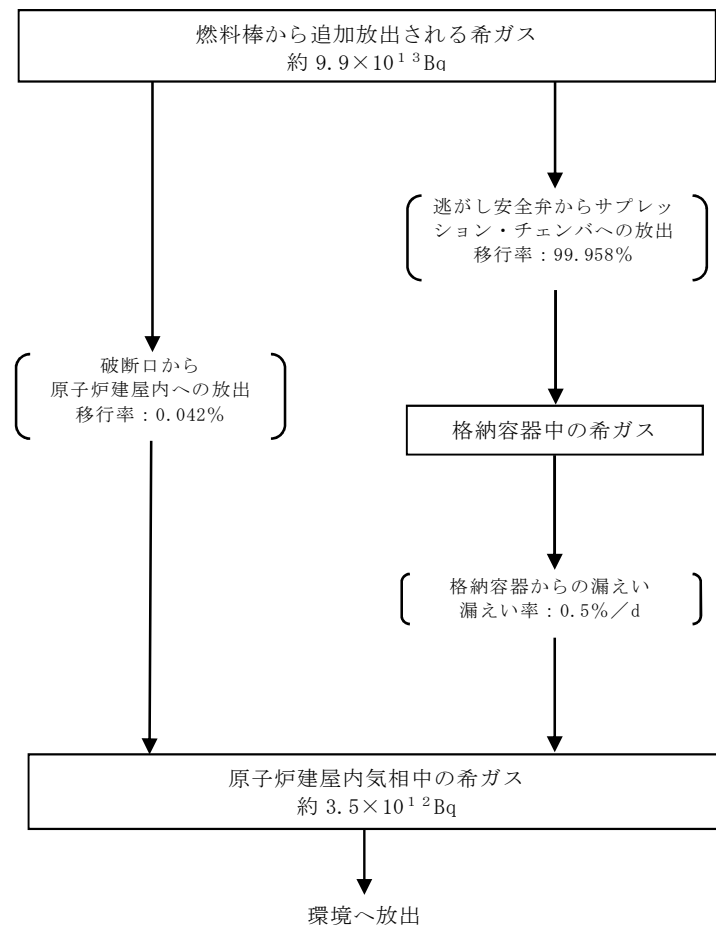 燃料棒から追加放出される希ガス
約 9.9×10¹³Bq
逃がし安全弁からサプレッ
ション・チェンバへの放出
移行率：99.958%
破断口から
原子炉建屋内への放出
移行率：0.042%
格納容器中の希ガス
格納容器からの漏えい
漏えい率：0.5%／d
原子炉建屋内気相中の希ガス
約 3.5×10¹²Bq
環境へ放出